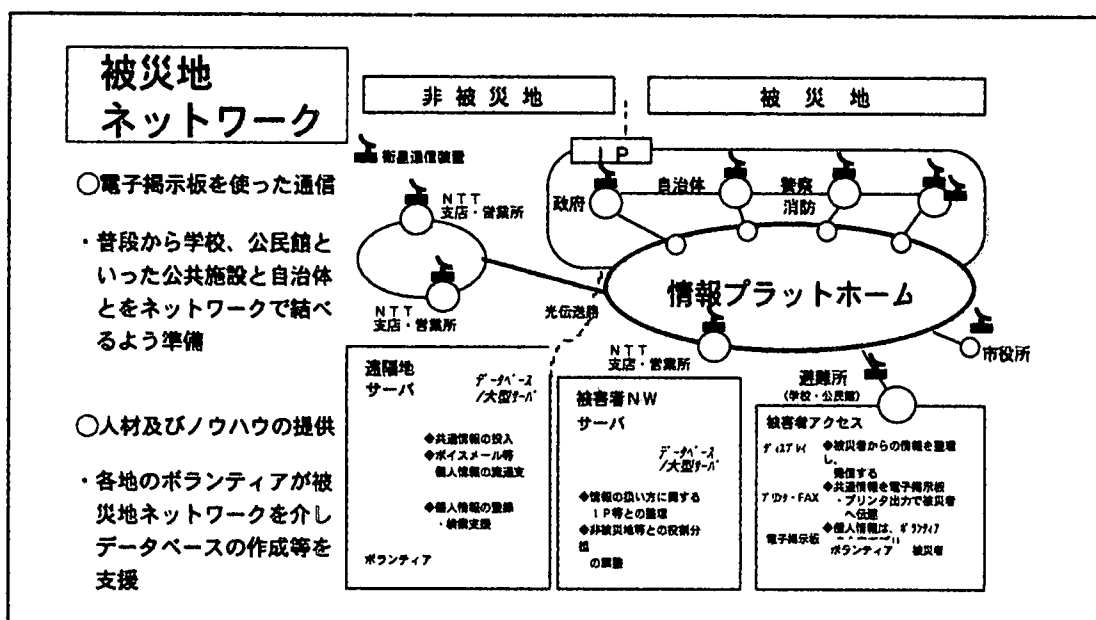 被災地
ネットワーク
○電子掲示板を使った通信
・普段から学校、公民館と
いった公共施設と自治体
とをネットワークで結べ
るよう準備
○人材及びノウハウの提供
・各地のボランティアが被
災地ネットワークを介し
データベースの作成等を
支援
非被災地
被災地
衛星通信装置
IP
政府
自治体
警察
消防
NTT
支店・営業所
NTT
支店・営業所
光伝送路
情報プラットホーム
NTT
支店・営業所
市役所
避難所
(学校・公民館)
遠隔地
サーバ
データベース
/大型サーバ
◆共通情報の投入
◆ボイスメール等
個人情報の流通支
◆個人情報の登録
・検索支援
ボランティア
被害者NW
サーバ
データベース
/大型サーバ
◆情報の扱い方に関する
IP等との整理
◆非被災地等との役割分
担
の調整
被害者アクセス
ディスプレイ
◆被災者からの情報を整理
し、
発信する
◆共通情報を電子掲示板
プリンタ・FAX
・プリンタ出力で被災者
へ伝達
電子掲示板
◆個人情報は、ボランティア
ボランティア 被害者